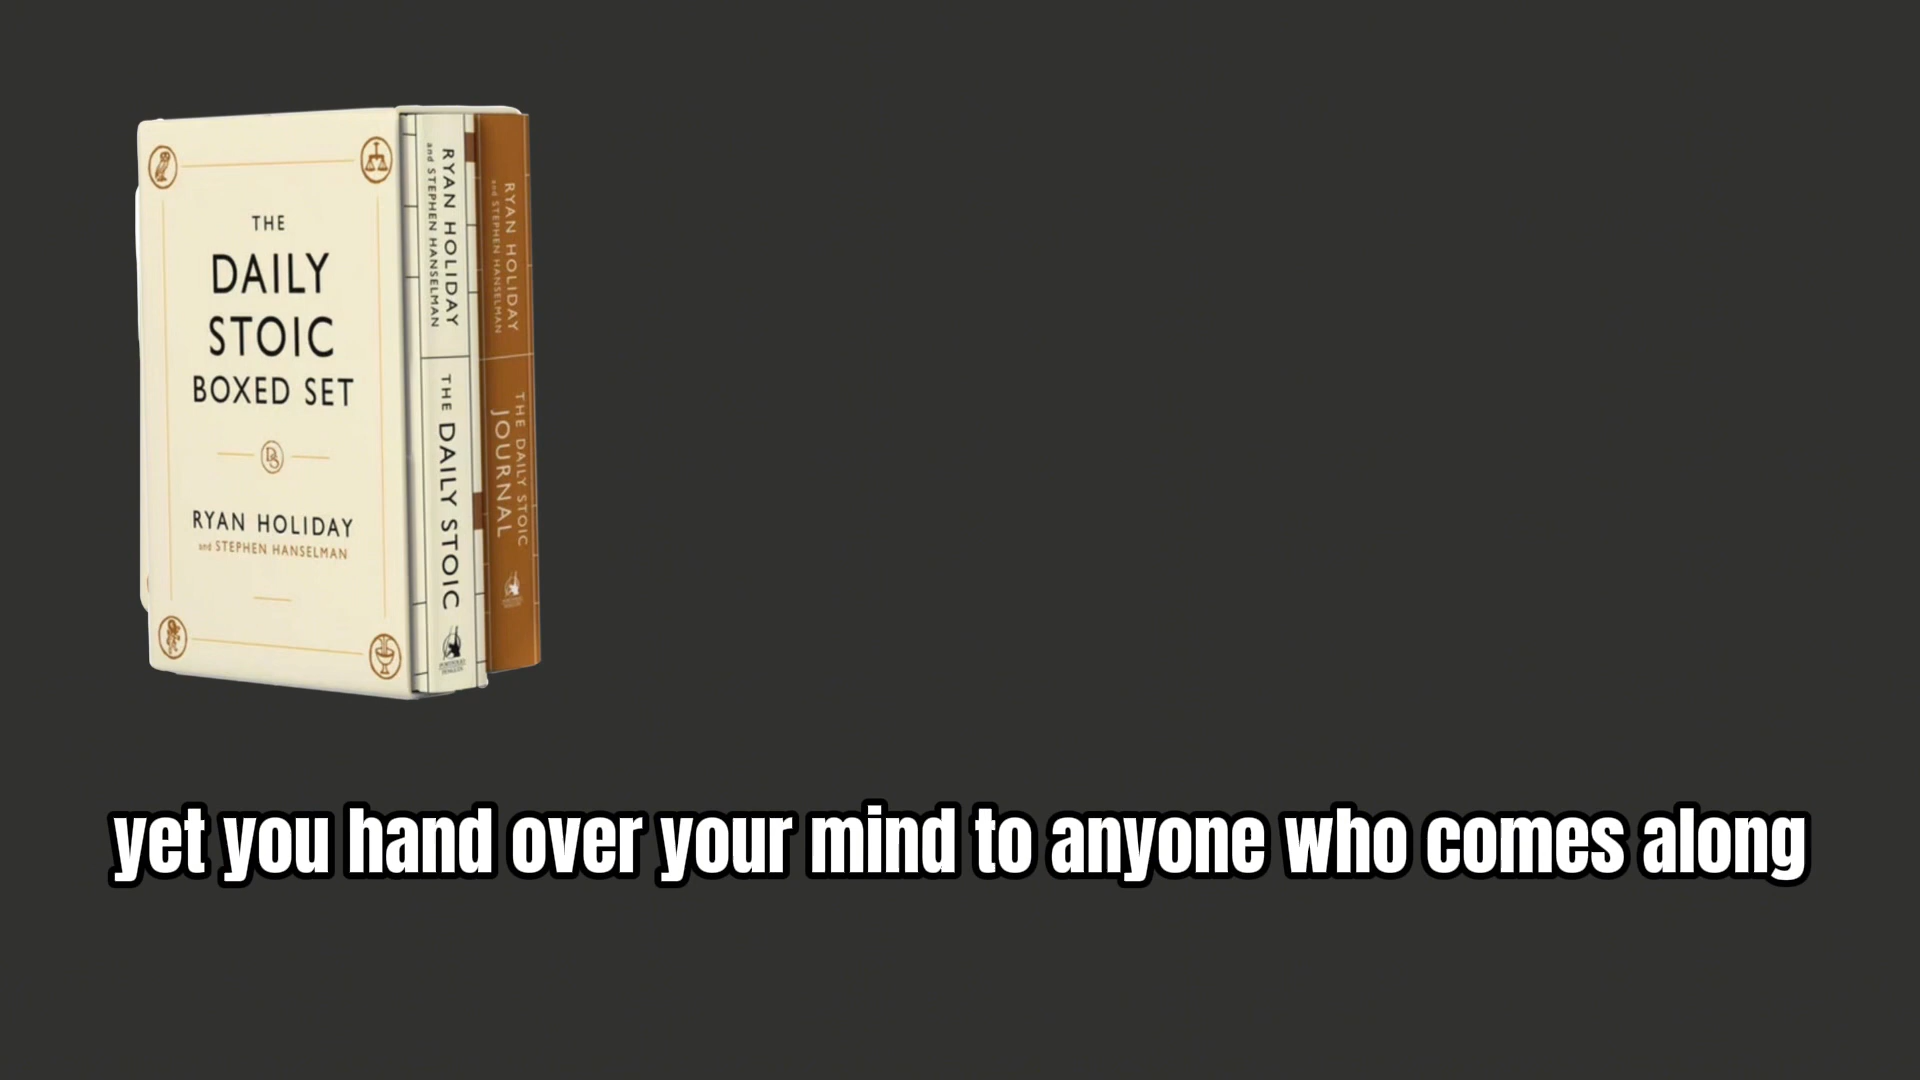 THE
DAILY
STOIC
BOXED SET
DS
RYAN HOLIDAY
and STEPHEN HANSELMAN
RYAN HOLIDAY
and STEPHEN HANSELMAN
THE DAILY STOIC
RYAN HOLIDAY
and STEPHEN HANSELMAN
THE DAILY STOIC
JOURNAL
yet you hand over your mind to anyone who comes along